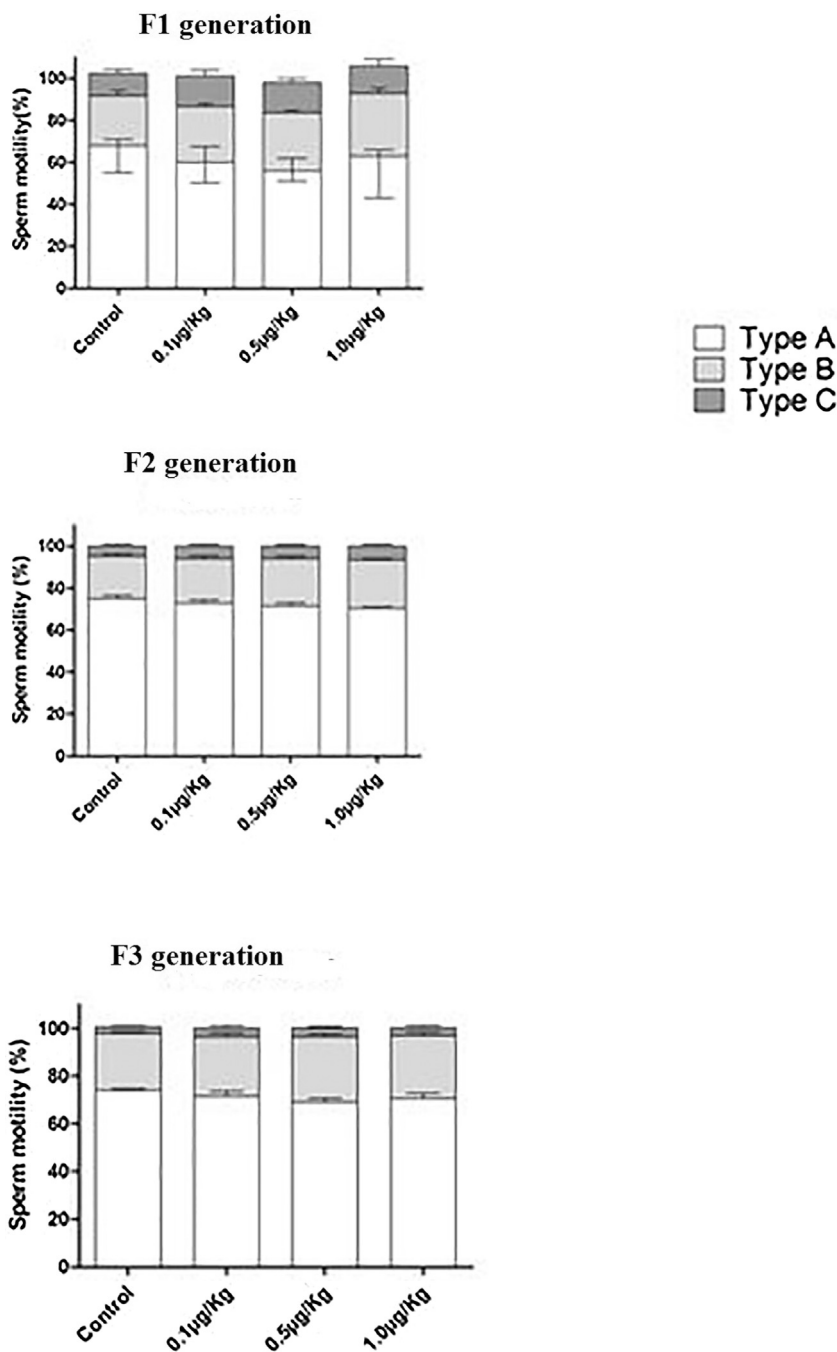 F1 generation
Sperm motility(%)
100
80
60
40
20
0
Control
0.1µg/Kg
0.5µg/Kg
1.0µg/Kg
Type A
Type B
Type C
F2 generation
Sperm motility (%)
100
80
60
40
20
0
Control
0.1µg/Kg
0.5µg/Kg
1.0µg/Kg
F3 generation
Sperm motility (%)
100
80
60
40
20
0
Control
0.1µg/Kg
0.5µg/Kg
1.0µg/Kg